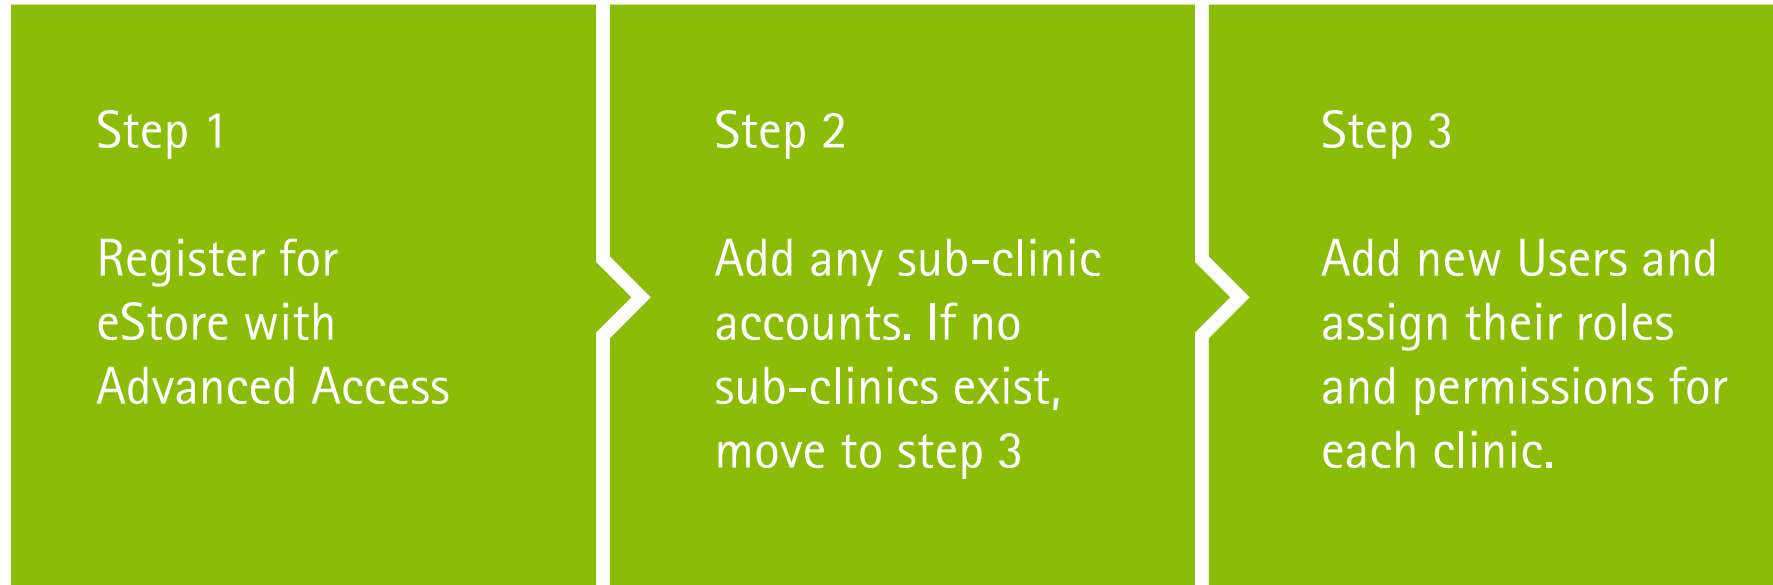 Step 1
Register for
eStore with
Advanced Access
Step 2
Add any sub-clinic
accounts. If no
sub-clinics exist,
move to step 3
Step 3
Add new Users and
assign their roles
and permissions for
each clinic.